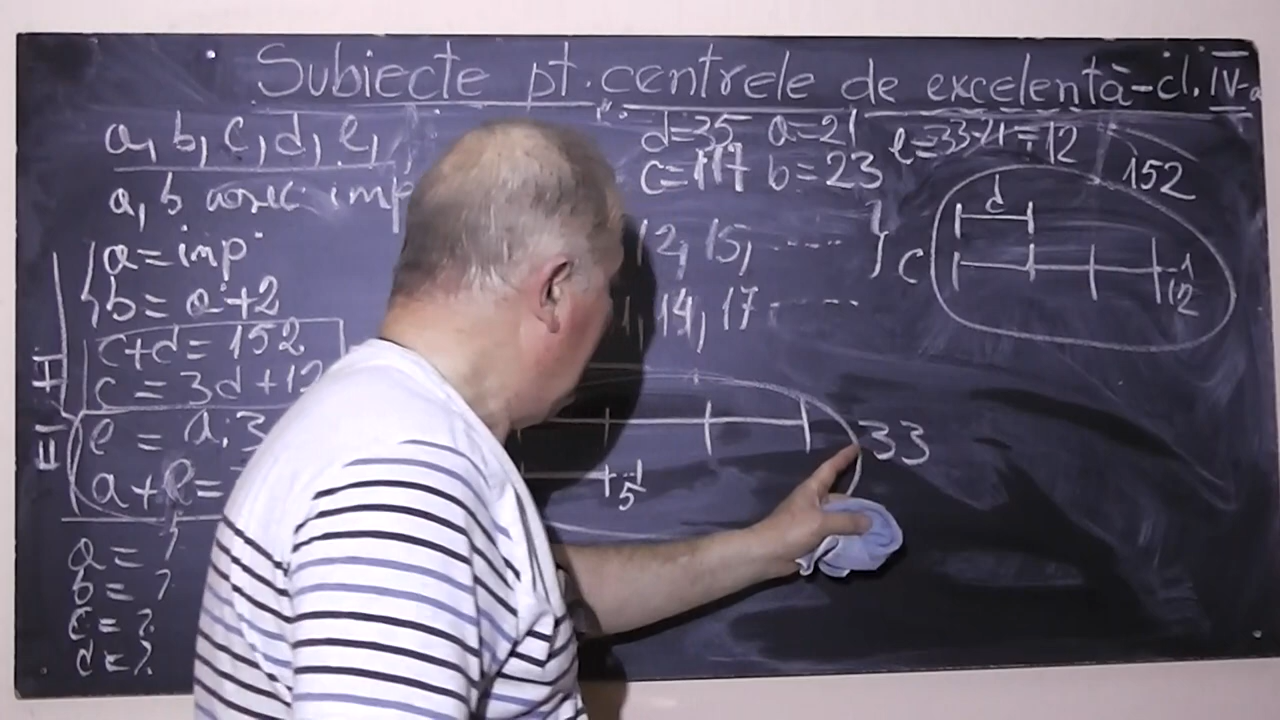 Subiecte pt. centrele de excelentă - cl. IV-a
a, b, c, d, e,
d=35 a=21 e=33-21=12
c=117 b=23
a, b consec imp
a = imp
b = a+2
c+d = 152
c = 3d+12
e = a:3
a+e =
a = ?
b = ?
c = ?
d = ?
12, 15, ......
14, 17 ......
152
d
c
12
33
5